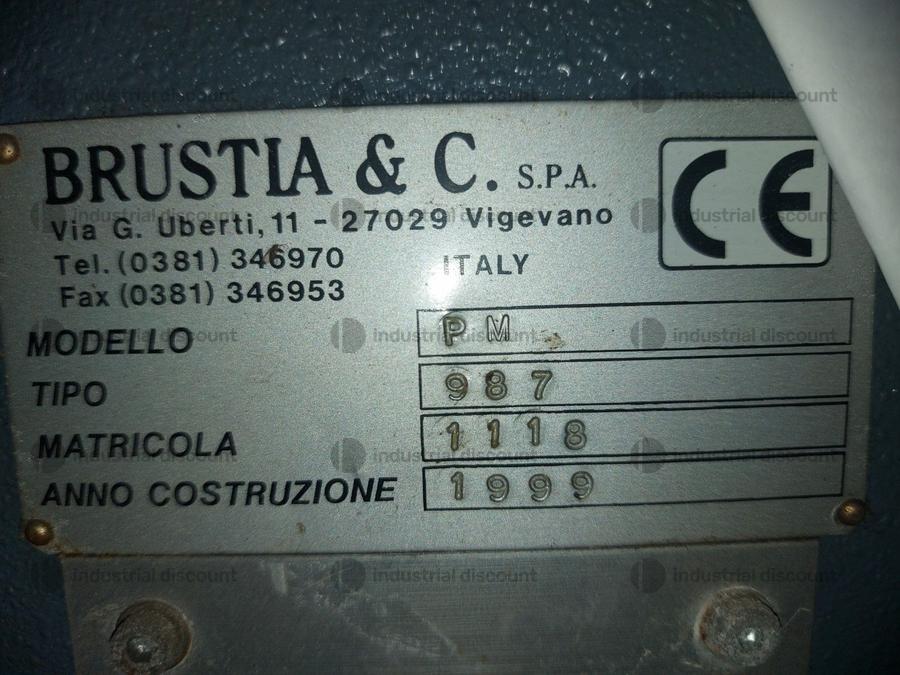 BRUSTIA & C. S.P.A.
Via G. Uberti, 11 - 27029 Vigevano
Tel. (0381) 346970 ITALY
Fax (0381) 346953
CE
MODELLO PM
TIPO 987
MATRICOLA 1118
ANNO COSTRUZIONE 1999
industrial discount